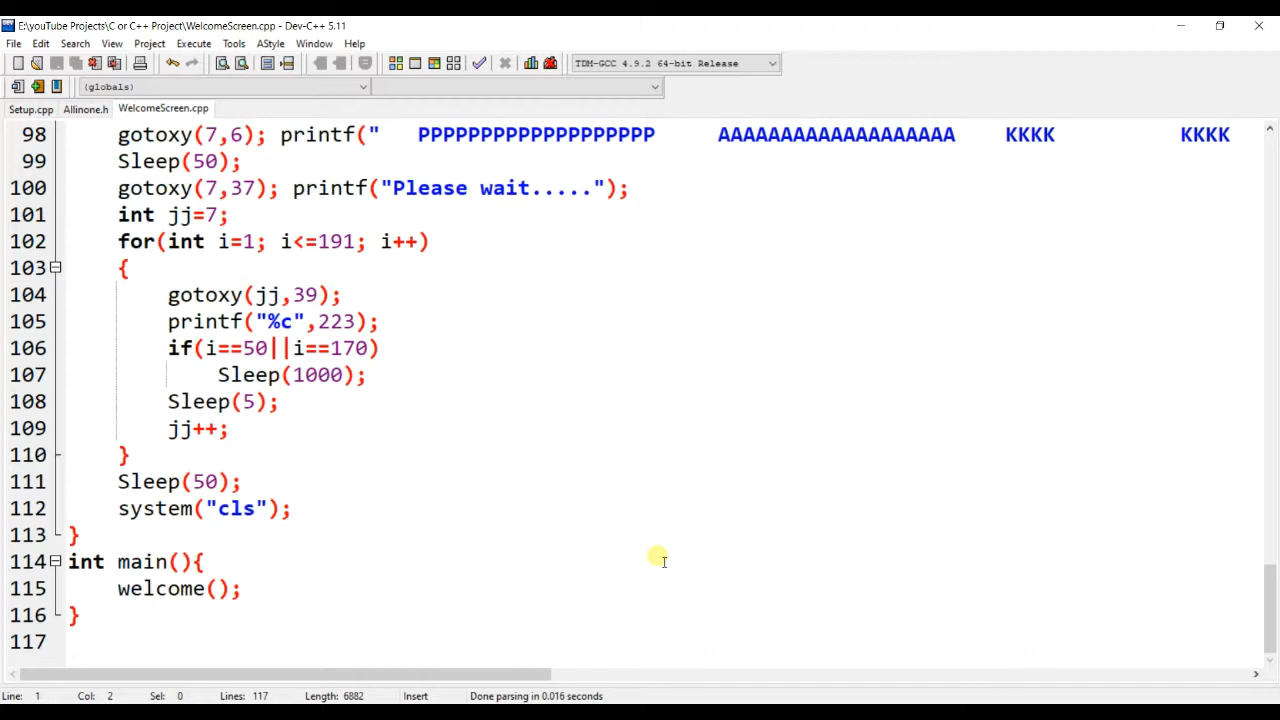 E:\youTube Projects\C or C++ Project\WelcomeScreen.cpp - Dev-C++ 5.11
File Edit Search View Project Execute Tools AStyle Window Help
TDM-GCC 4.9.2 64-bit Release
(globals)
Setup.cpp Allinone.h WelcomeScreen.cpp
98 gotoxy(7,6); printf("   PPPPPPPPPPPPPPPPPPP     AAAAAAAAAAAAAAAAAAA    KKKK          KKKK
99 Sleep(50);
100 gotoxy(7,37); printf("Please wait.....");
101 int jj=7;
102 for(int i=1; i<=191; i++)
103 {
104 gotoxy(jj,39);
105 printf("%c",223);
106 if(i==50||i==170)
107 Sleep(1000);
108 Sleep(5);
109 jj++;
110 }
111 Sleep(50);
112 system("cls");
113 }
114 int main(){
115 welcome();
116 }
117
Line: 1 Col: 2 Sel: 0 Lines: 117 Length: 6882 Insert Done parsing in 0.016 seconds